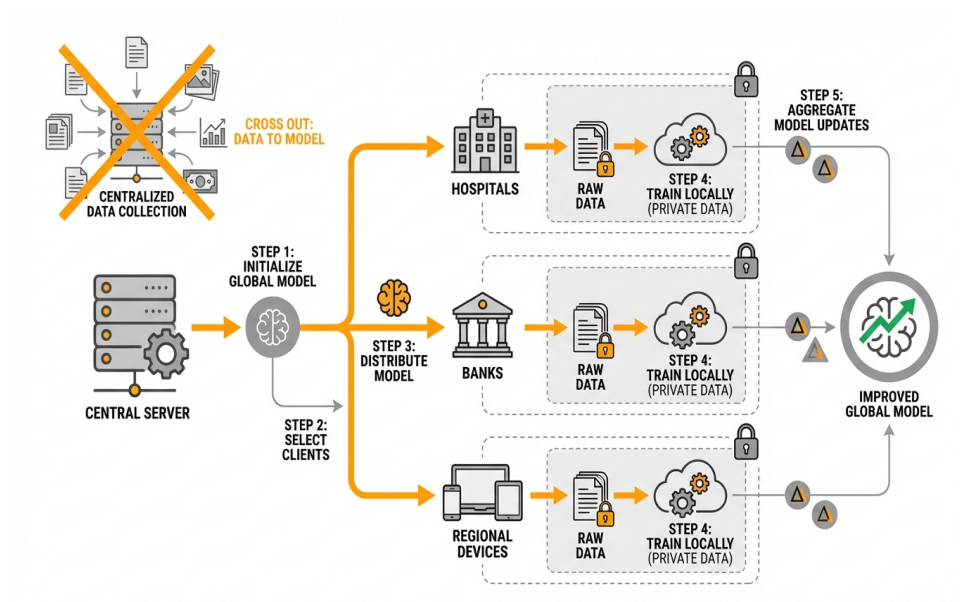 CROSS OUT:
DATA TO MODEL
CENTRALIZED
DATA COLLECTION
STEP 1:
INITIALIZE
GLOBAL MODEL
CENTRAL SERVER
STEP 2:
SELECT
CLIENTS
STEP 3:
DISTRIBUTE
MODEL
HOSPITALS
RAW
DATA
STEP 4:
TRAIN LOCALLY
(PRIVATE DATA)
BANKS
RAW
DATA
STEP 4:
TRAIN LOCALLY
(PRIVATE DATA)
REGIONAL
DEVICES
RAW
DATA
STEP 4:
TRAIN LOCALLY
(PRIVATE DATA)
STEP 5:
AGGREGATE
MODEL UPDATES
Δ
Δ
Δ
Δ
Δ
Δ
IMPROVED
GLOBAL MODEL